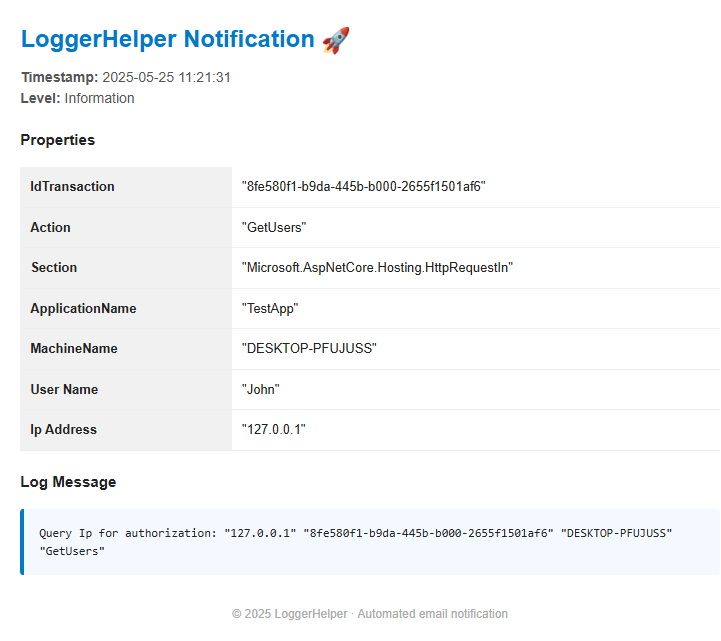 LoggerHelper Notification 🚀
Timestamp: 2025-05-25 11:21:31
Level: Information
Properties
IdTransaction "8fe580f1-b9da-445b-b000-2655f1501af6"
Action "GetUsers"
Section "Microsoft.AspNetCore.Hosting.HttpRequestIn"
ApplicationName "TestApp"
MachineName "DESKTOP-PFUJUSS"
User Name "John"
Ip Address "127.0.0.1"
Log Message
Query Ip for authorization: "127.0.0.1" "8fe580f1-b9da-445b-b000-2655f1501af6" "DESKTOP-PFUJUSS"
"GetUsers"
© 2025 LoggerHelper · Automated email notification